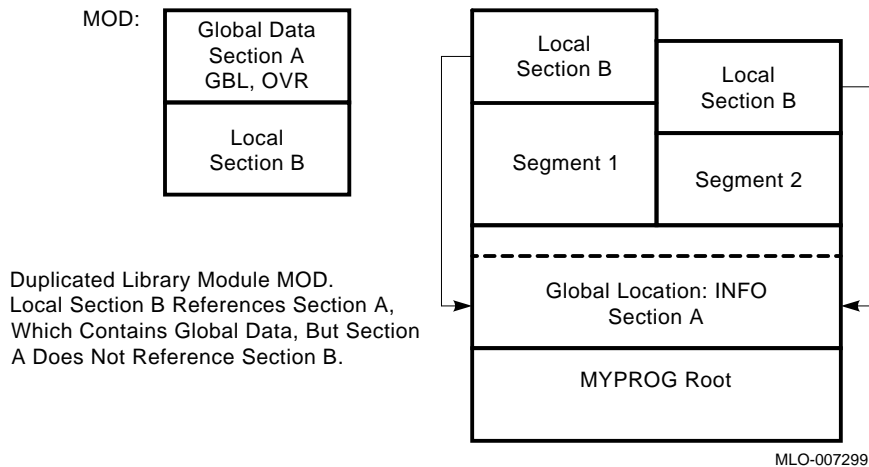 MOD:
Global Data
Section A
GBL, OVR
Local
Section B
Duplicated Library Module MOD.
Local Section B References Section A,
Which Contains Global Data, But Section
A Does Not Reference Section B.
Local
Section B
Local
Section B
Segment 1
Segment 2
Global Location: INFO
Section A
MYPROG Root
MLO-007299